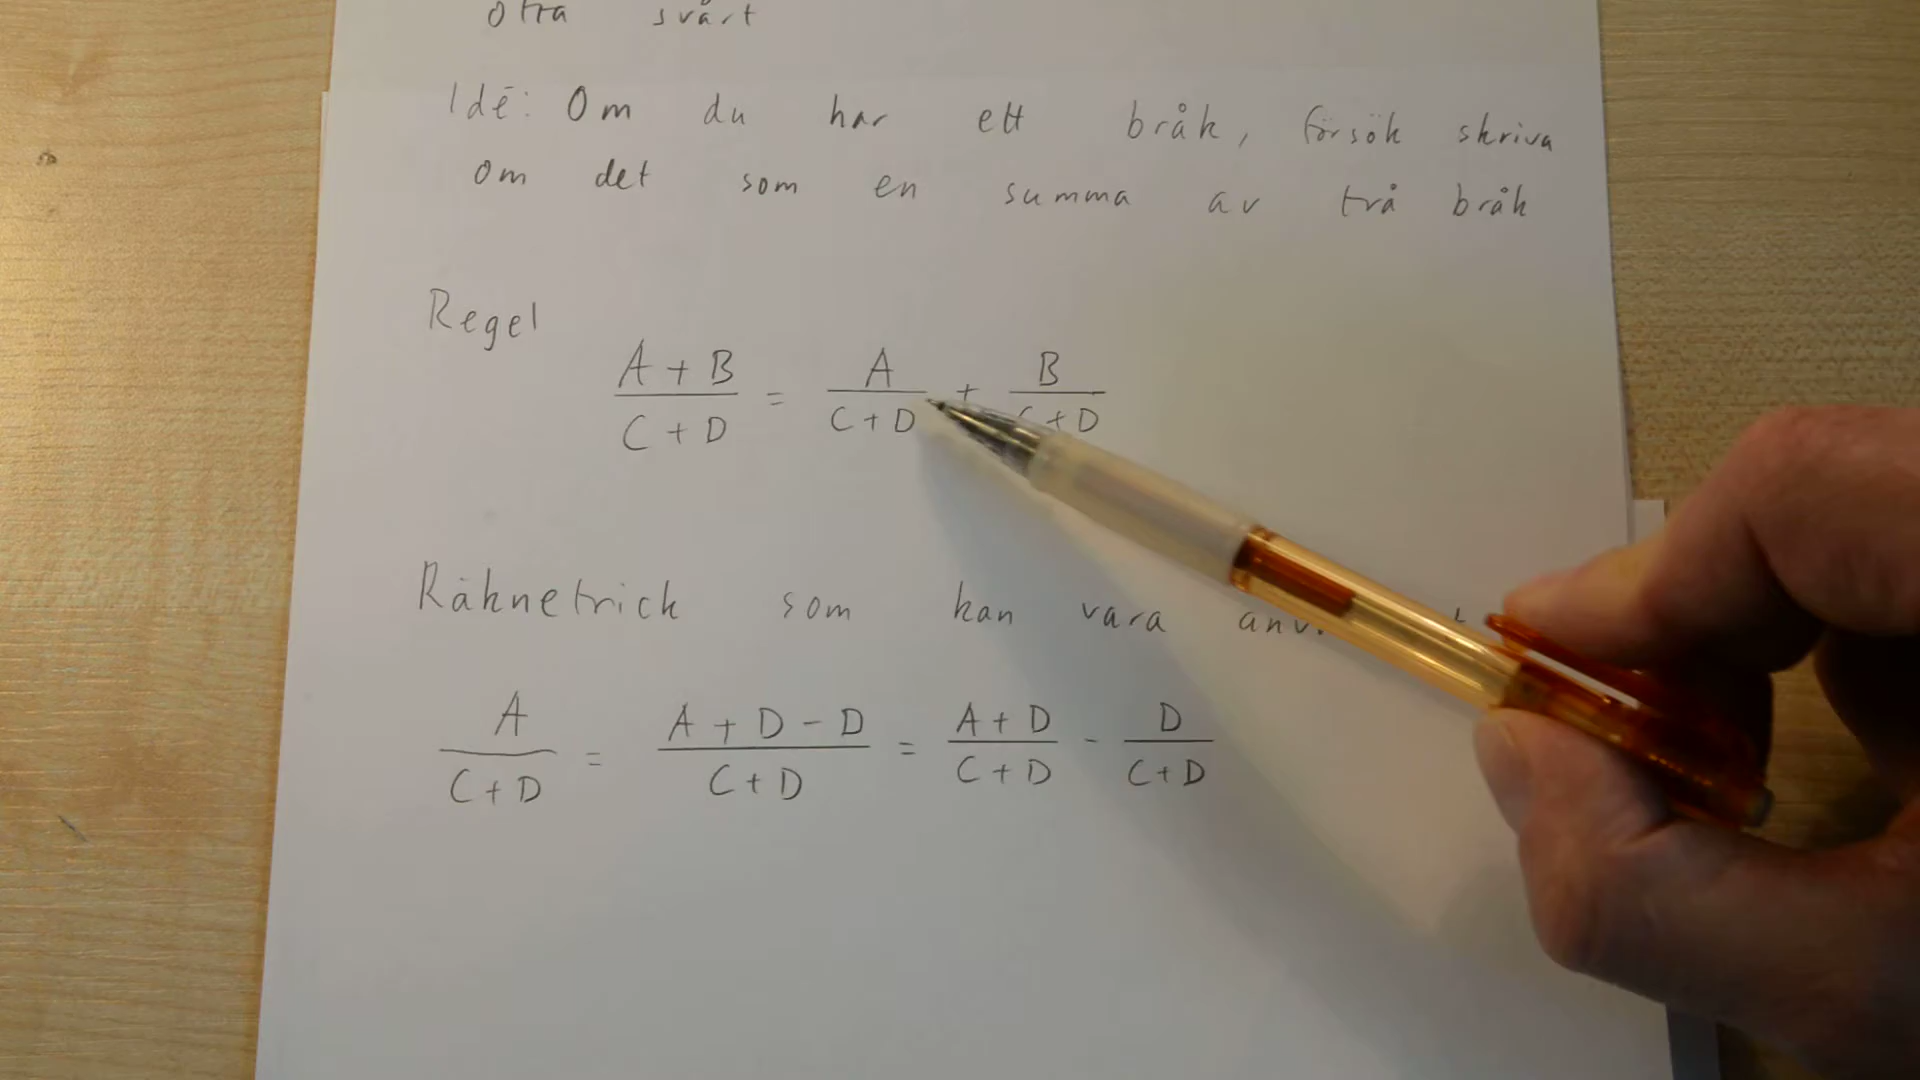 svårt
Idé: Om du har ett bråk, försök skriva
om det som en summa av två bråk
Regel
A + B / C + D = A / C + D + B / C + D
Räknetrick som kan vara
A / C + D = A + D - D / C + D = A + D / C + D - D / C + D